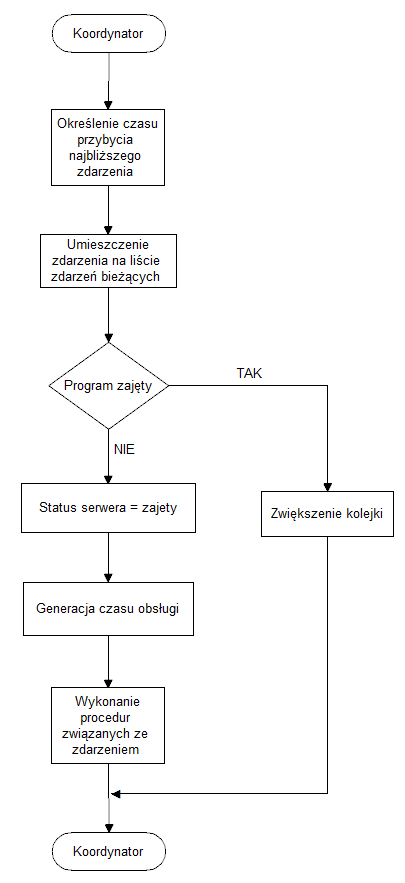 Koordynator
Określenie czasu
przybycia
najbliższego
zdarzenia
Umieszczenie
zdarzenia na liście
zdarzeń bieżących
Program zajęty
TAK
NIE
Status serwera = zajety
Zwiększenie kolejki
Generacja czasu obsługi
Wykonanie
procedur
związanych ze
zdarzeniem
Koordynator